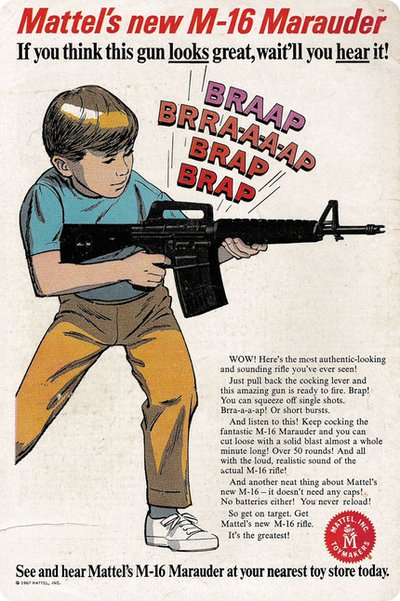 Mattel's new M-16 Marauder™
If you think this gun looks great, wait'll you hear it!
BRAAP
BRRA-A-A-AP
BRAP
BRAP
WOW! Here's the most authentic-looking
and sounding rifle you've ever seen!
Just pull back the cocking lever and
this amazing gun is ready to fire. Brap!
You can squeeze off single shots.
Brra-a-a-ap! Or short bursts.
And listen to this! Keep cocking the
fantastic M-16 Marauder and you can
cut loose with a solid blast almost a whole
minute long! Over 50 rounds! And all
with the loud, realistic sound of the
actual M-16 rifle!
And another neat thing about Mattel's
new M-16 – it doesn't need any caps!
No batteries either! You never reload!
So get on target. Get
Mattel's new M-16 rifle.
It's the greatest!
MATTEL, INC.
M
TOYMAKERS
See and hear Mattel's M-16 Marauder at your nearest toy store today.
© 1967 MATTEL, INC.